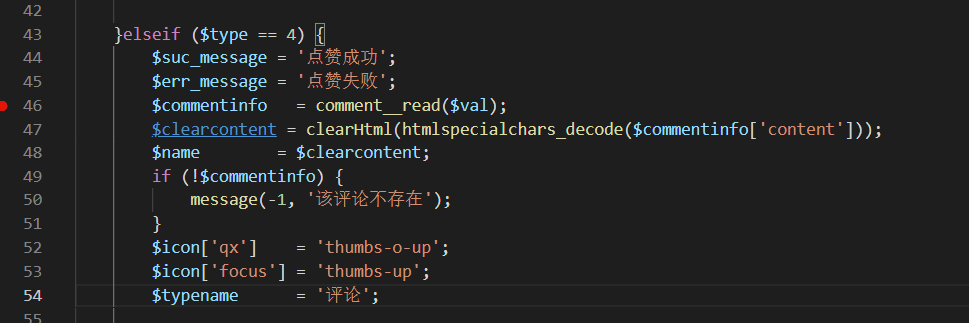 42
43 }elseif ($type == 4) {
44 $suc_message = '点赞成功';
45 $err_message = '点赞失败';
46 $commentinfo   = comment__read($val);
47 $clearcontent = clearHtml(htmlspecialchars_decode($commentinfo['content']));
48 $name        = $clearcontent;
49 if (!$commentinfo) {
50 message(-1, '该评论不存在');
51 }
52 $icon['qx']    = 'thumbs-o-up';
53 $icon['focus'] = 'thumbs-up';
54 $typename      = '评论';
55